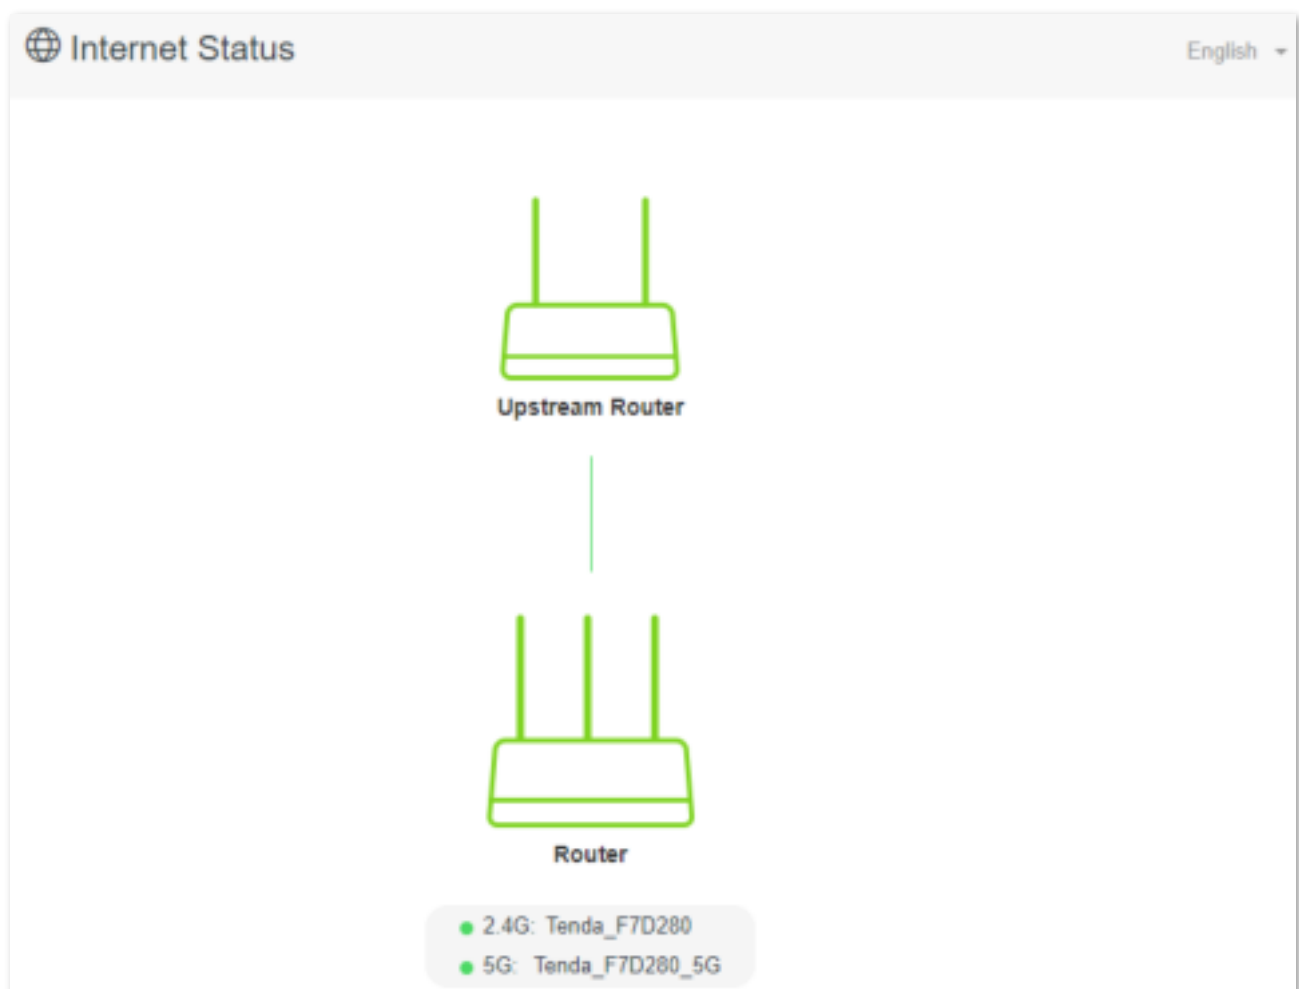 Internet Status
English
Upstream Router
Router
2.4G: Tenda_F7D280
5G: Tenda_F7D280_5G